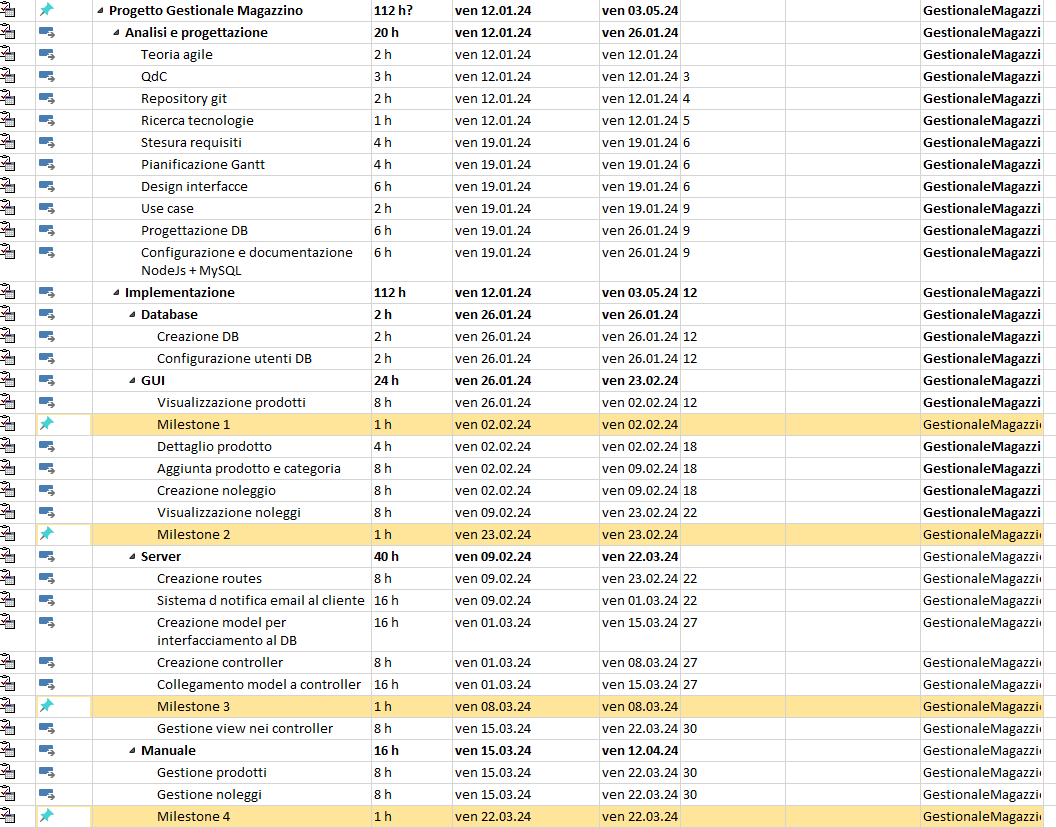 Progetto Gestionale Magazzino 112 h? ven 12.01.24 ven 03.05.24 GestionaleMagazzi
Analisi e progettazione 20 h ven 12.01.24 ven 26.01.24 GestionaleMagazzi
Teoria agile 2 h ven 12.01.24 ven 12.01.24 GestionaleMagazzi
QdC 3 h ven 12.01.24 ven 12.01.24 3 GestionaleMagazzi
Repository git 2 h ven 12.01.24 ven 12.01.24 4 GestionaleMagazzi
Ricerca tecnologie 1 h ven 12.01.24 ven 12.01.24 5 GestionaleMagazzi
Stesura requisiti 4 h ven 19.01.24 ven 19.01.24 6 GestionaleMagazzi
Pianificazione Gantt 4 h ven 19.01.24 ven 19.01.24 6 GestionaleMagazzi
Design interfacce 6 h ven 19.01.24 ven 19.01.24 6 GestionaleMagazzi
Use case 2 h ven 19.01.24 ven 19.01.24 9 GestionaleMagazzi
Progettazione DB 6 h ven 19.01.24 ven 26.01.24 9 GestionaleMagazzi
Configurazione e documentazione 6 h ven 19.01.24 ven 26.01.24 9 GestionaleMagazzi
NodeJs + MySQL
Implementazione 112 h ven 12.01.24 ven 03.05.24 12 GestionaleMagazzi
Database 2 h ven 26.01.24 ven 26.01.24 GestionaleMagazzi
Creazione DB 2 h ven 26.01.24 ven 26.01.24 12 GestionaleMagazzi
Configurazione utenti DB 2 h ven 26.01.24 ven 26.01.24 12 GestionaleMagazzi
GUI 24 h ven 26.01.24 ven 23.02.24 GestionaleMagazzi
Visualizzazione prodotti 8 h ven 26.01.24 ven 02.02.24 12 GestionaleMagazzi
Milestone 1 1 h ven 02.02.24 ven 02.02.24 GestionaleMagazzi
Dettaglio prodotto 4 h ven 02.02.24 ven 02.02.24 18 GestionaleMagazzi
Aggiunta prodotto e categoria 8 h ven 02.02.24 ven 09.02.24 18 GestionaleMagazzi
Creazione noleggio 8 h ven 02.02.24 ven 09.02.24 18 GestionaleMagazzi
Visualizzazione noleggi 8 h ven 09.02.24 ven 23.02.24 22 GestionaleMagazzi
Milestone 2 1 h ven 23.02.24 ven 23.02.24 GestionaleMagazzi
Server 40 h ven 09.02.24 ven 22.03.24 GestionaleMagazzi
Creazione routes 8 h ven 09.02.24 ven 23.02.24 22 GestionaleMagazzi
Sistema d notifica email al cliente 16 h ven 09.02.24 ven 01.03.24 22 GestionaleMagazzi
Creazione model per 16 h ven 01.03.24 ven 15.03.24 27 GestionaleMagazzi
interfacciamento al DB
Creazione controller 8 h ven 01.03.24 ven 08.03.24 27 GestionaleMagazzi
Collegamento model a controller 16 h ven 01.03.24 ven 15.03.24 27 GestionaleMagazzi
Milestone 3 1 h ven 08.03.24 ven 08.03.24 GestionaleMagazzi
Gestione view nei controller 8 h ven 15.03.24 ven 22.03.24 30 GestionaleMagazzi
Manuale 16 h ven 15.03.24 ven 12.04.24 GestionaleMagazzi
Gestione prodotti 8 h ven 15.03.24 ven 22.03.24 30 GestionaleMagazzi
Gestione noleggi 8 h ven 15.03.24 ven 22.03.24 30 GestionaleMagazzi
Milestone 4 1 h ven 22.03.24 ven 22.03.24 GestionaleMagazzi